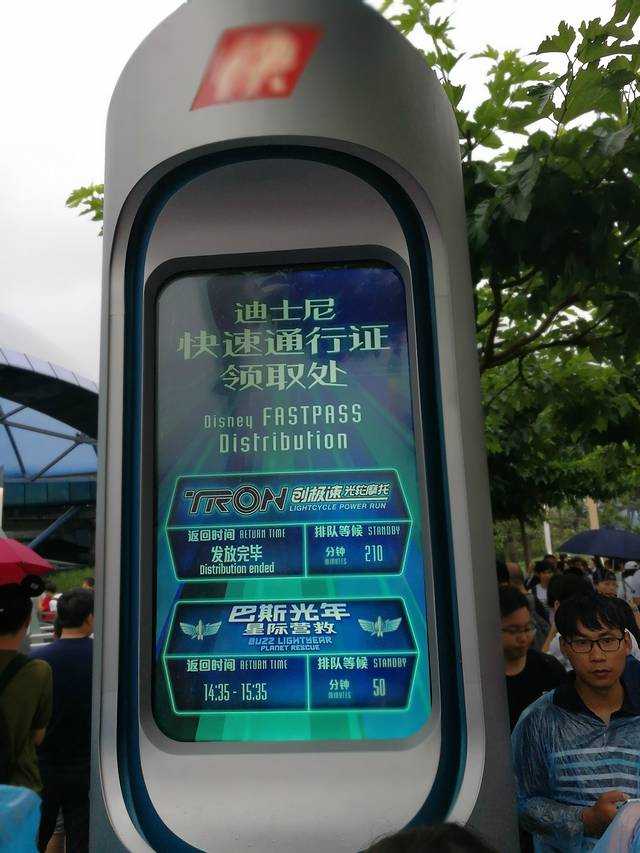 迪士尼
快速通行证
领取处
Disney FASTPASS
Distribution
TRON 创极速光轮摩托
LIGHTCYCLE POWER RUN
返回时间 RETURN TIME
发放完毕
Distribution ended
排队等候 STANDBY
分钟 MINUTES 210
巴斯光年
星际营救
BUZZ LIGHTYEAR
PLANET RESCUE
返回时间 RETURN TIME
14:35 - 15:35
排队等候 STANDBY
分钟 MINUTES 50